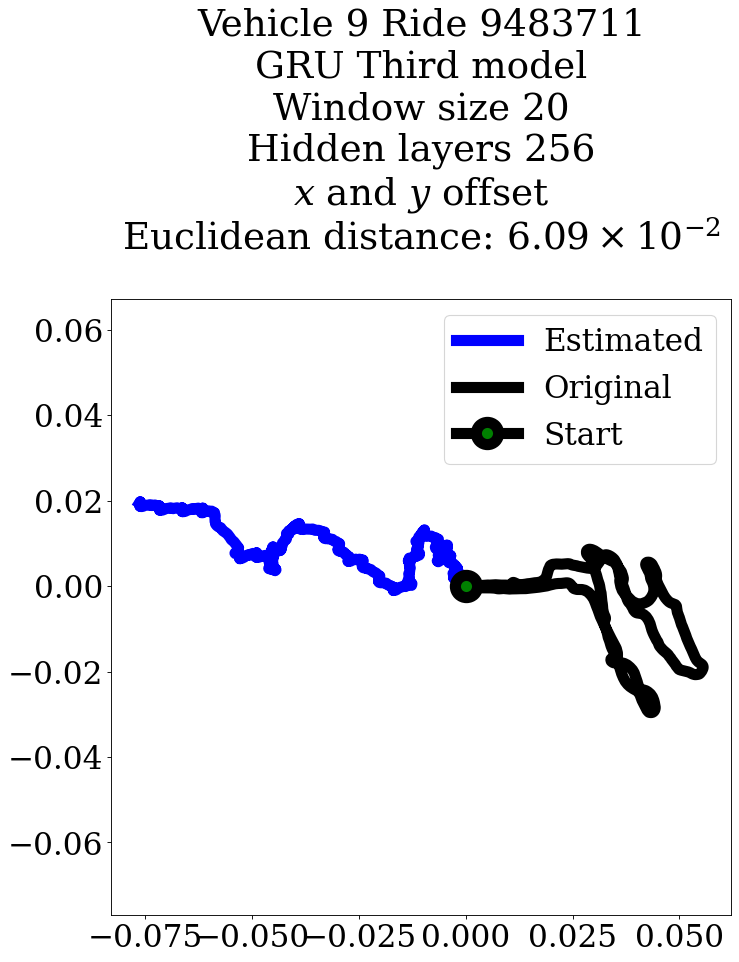 Vehicle 9 Ride 9483711
GRU Third model
Window size 20
Hidden layers 256
x and y offset
Euclidean distance: 6.09 × 10⁻²
Estimated
Original
Start
0.06
0.04
0.02
0.00
−0.02
−0.04
−0.06
−0.075 −0.050 −0.025 0.000 0.025 0.050